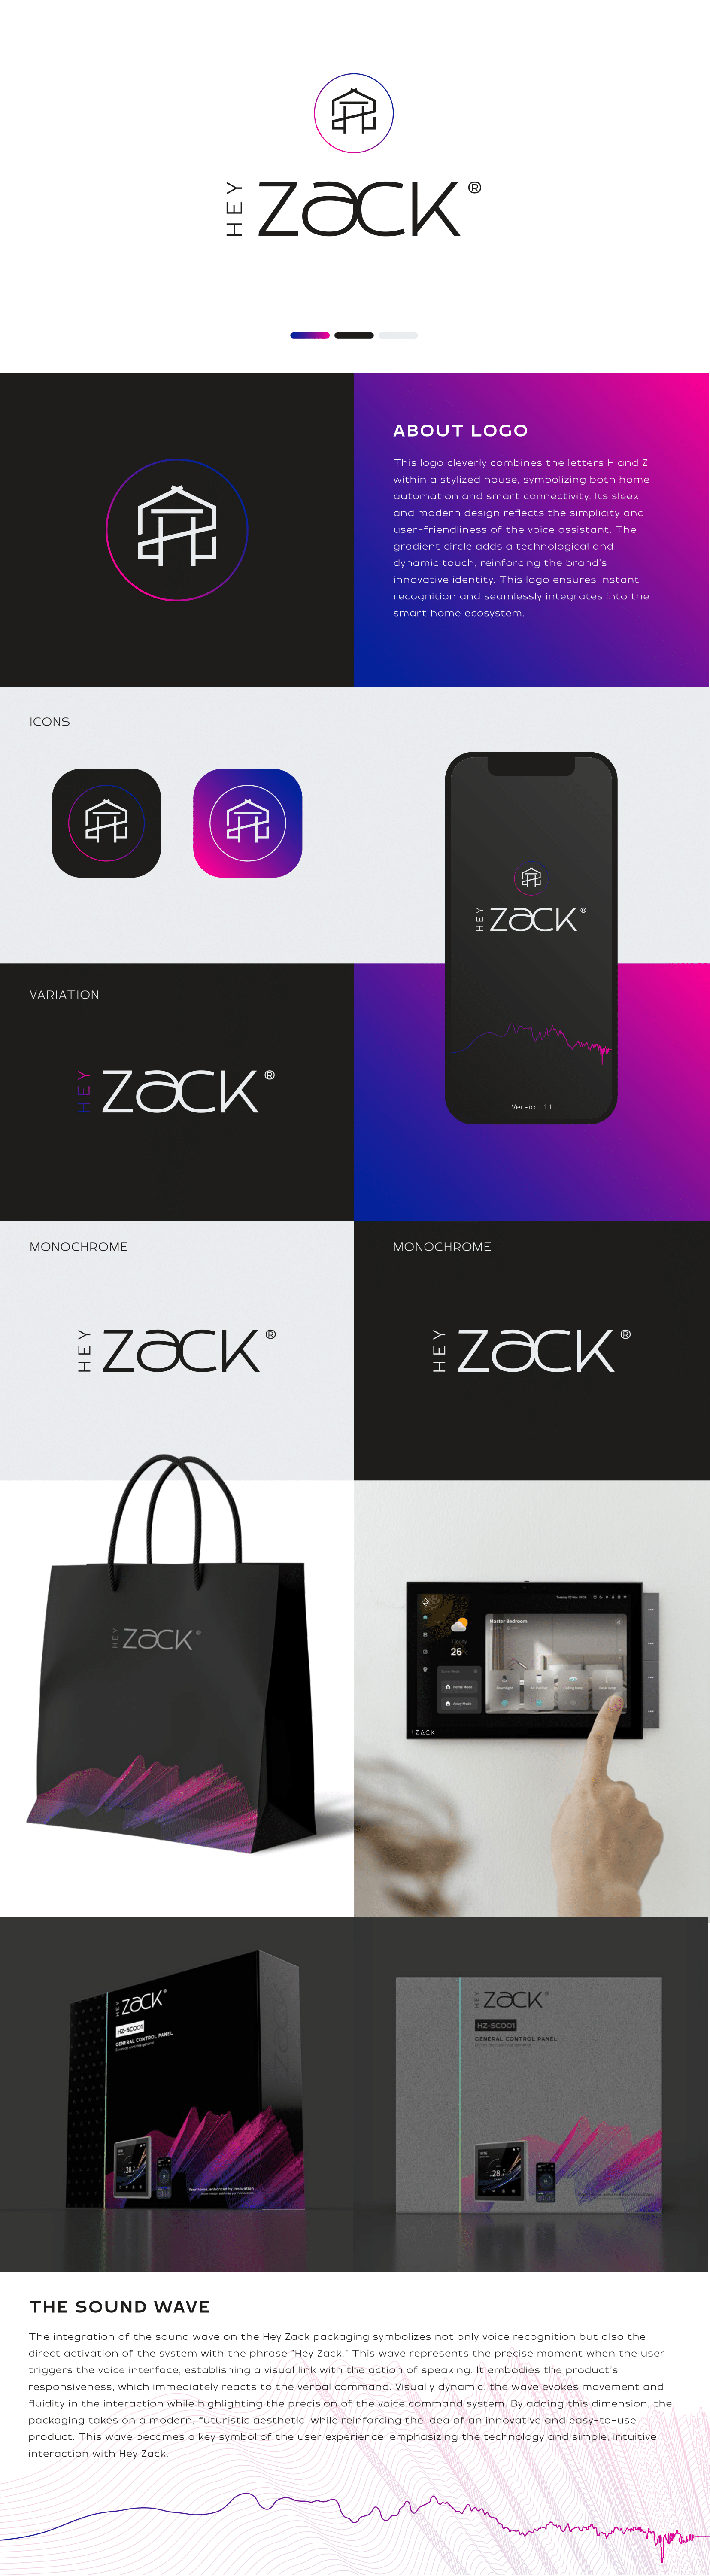 HEY ZACK ®
ABOUT LOGO
This logo cleverly combines the letters H and Z
within a stylized house, symbolizing both home
automation and smart connectivity. Its sleek
and modern design reflects the simplicity and
user-friendliness of the voice assistant. The
gradient circle adds a technological and
dynamic touch, reinforcing the brand's
innovative identity. This logo ensures instant
recognition and seamlessly integrates into the
smart home ecosystem.
ICONS
HEY ZACK ®
Version 1.1
VARIATION
HEY ZACK ®
MONOCHROME
HEY ZACK ®
MONOCHROME
HEY ZACK ®
HEY ZACK ®
Master Bedroom
Cloudy
26
Home Mode
Away Mode
ZACK
HEY ZACK ®
HZ-SC001
GENERAL CONTROL PANEL
28
Your home, enhanced by innovation
HEY ZACK ®
HZ-SC001
GENERAL CONTROL PANEL
28
THE SOUND WAVE
The integration of the sound wave on the Hey Zack packaging symbolizes not only voice recognition but also the
direct activation of the system with the phrase "Hey Zack." This wave represents the precise moment when the user
triggers the voice interface, establishing a visual link with the action of speaking. It embodies the product's
responsiveness, which immediately reacts to the verbal command. Visually dynamic, the wave evokes movement and
fluidity in the interaction while highlighting the precision of the voice command system. By adding this dimension, the
packaging takes on a modern, futuristic aesthetic, while reinforcing the idea of an innovative and easy-to-use
product. This wave becomes a key symbol of the user experience, emphasizing the technology and simple, intuitive
interaction with Hey Zack.